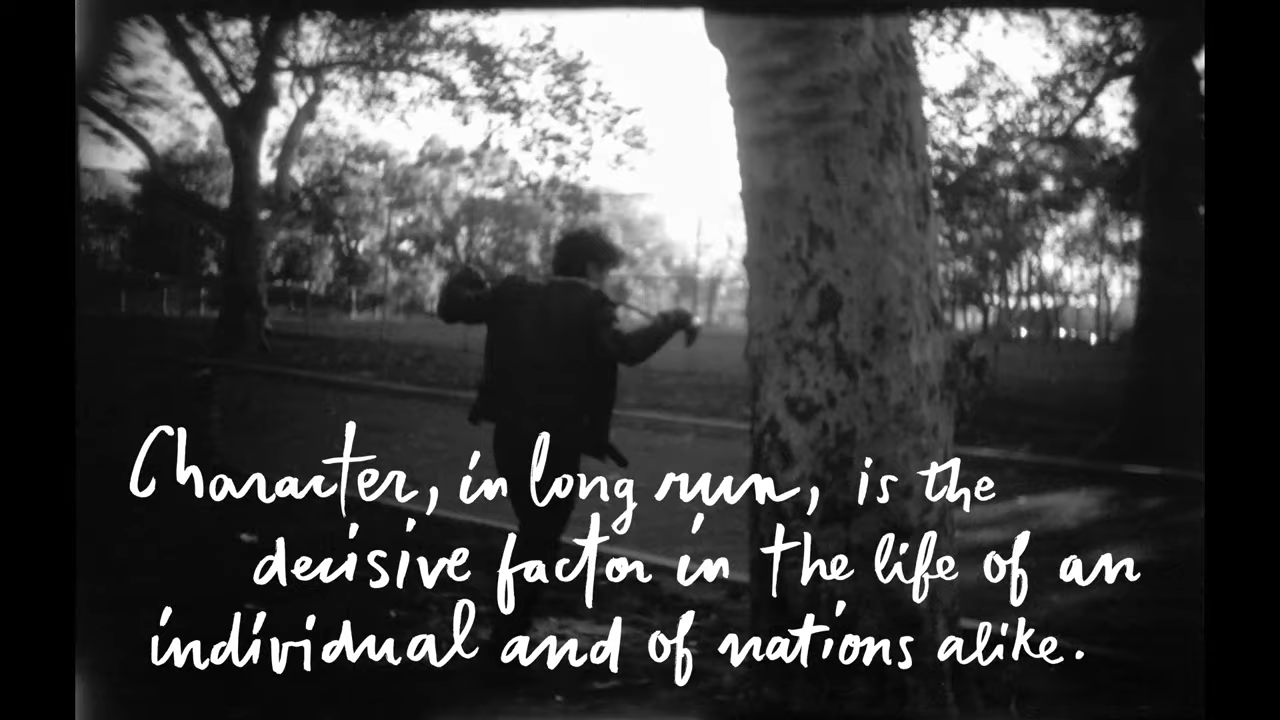 Character, in long run, is the
decisive factor in the life of an
individual and of nations alike.